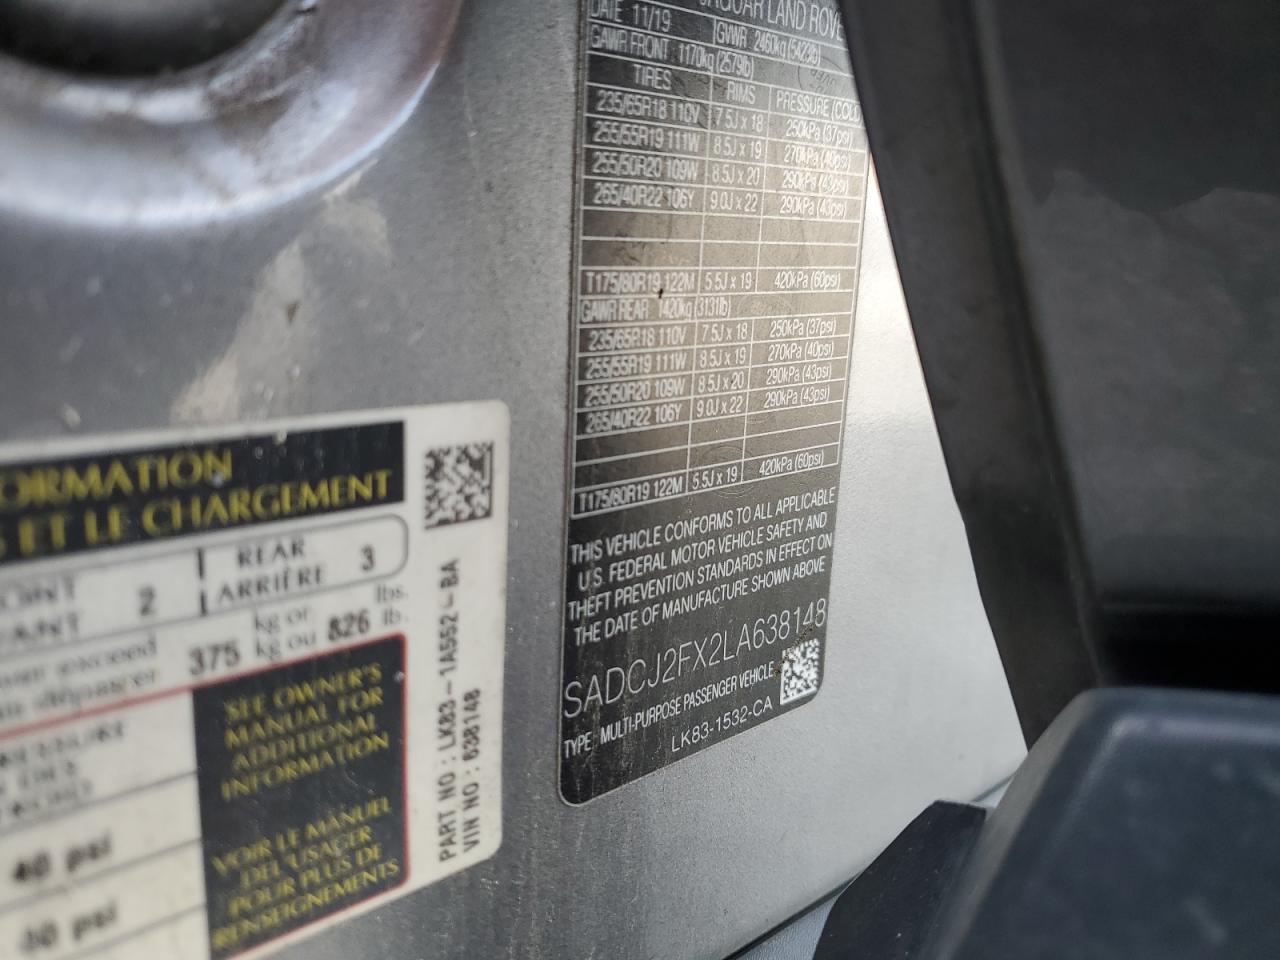 JAGUAR LAND ROVE
DATE 11/19 GVWR 2460kg (5423lb)
GAWR FRONT 1170kg (2579lb)
TIRES RIMS PRESSURE (COLD
235/65R18 110V 7.5J x 18 250kPa (37psi)
255/55R19 111W 8.5J x 19 270kPa (40psi)
255/50R20 109W 8.5J x 20 290kPa (43psi)
265/40R22 106Y 9.0J x 22 290kPa (43psi)
T175/80R19 122M 5.5J x 19 420kPa (60psi)
GAWR REAR 1420kg (3131lb)
235/65R18 110V 7.5J x 18 250kPa (37psi)
255/55R19 111W 8.5J x 19 270kPa (40psi)
255/50R20 109W 8.5J x 20 290kPa (43psi)
265/40R22 106Y 9.0J x 22 290kPa (43psi)
T175/80R19 122M 5.5J x 19 420kPa (60psi)
THIS VEHICLE CONFORMS TO ALL APPLICABLE
U.S. FEDERAL MOTOR VEHICLE SAFETY AND
THEFT PREVENTION STANDARDS IN EFFECT ON
THE DATE OF MANUFACTURE SHOWN ABOVE
SADCJ2FX2LA638148
TYPE: MULTI-PURPOSE PASSENGER VEHICLE
LK83-1532-CA
ORMATION
S ET LE CHARGEMENT
RONT 2 REAR 3
VANT ARRIÈRE
ver exceed 375 kg or 826 lbs.
dépasser kg ou lb.
PRESSURE
40 psi
60 psi
SEE OWNER'S
MANUAL FOR
ADDITIONAL
INFORMATION
VOIR LE MANUEL
DE L'USAGER
POUR PLUS DE
RENSEIGNEMENTS
PART NO : LK83-1A552-BA
VIN NO : 638148